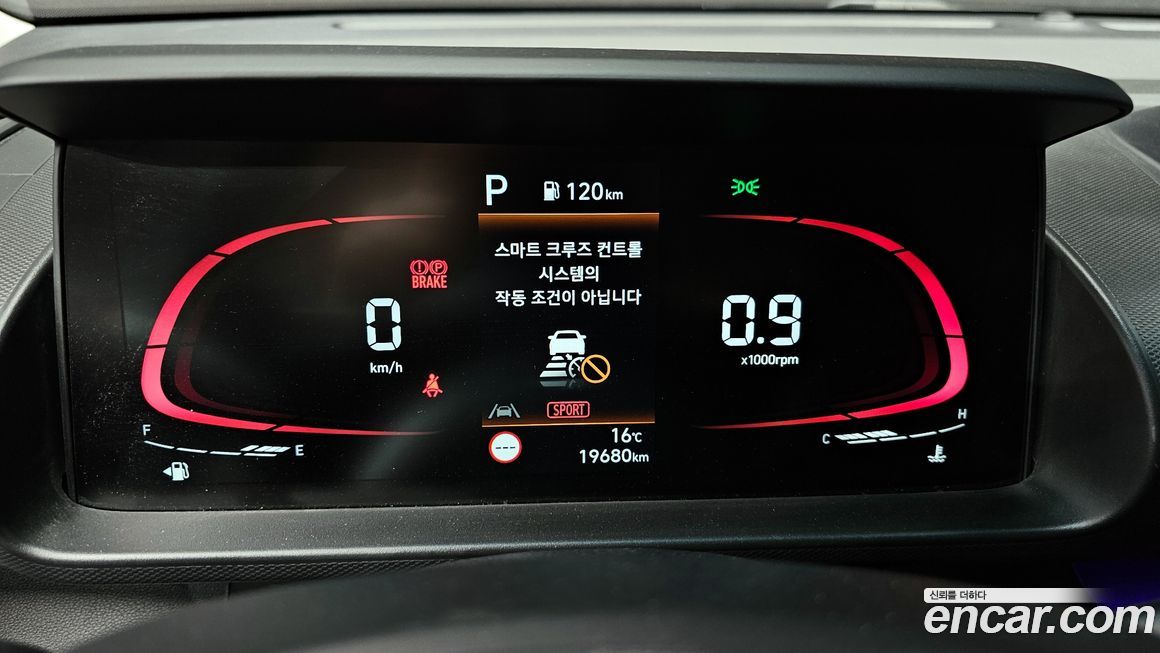 P 120km
스마트 크루즈 컨트롤
시스템의
작동 조건이 아닙니다
(P)
BRAKE
0
km/h
0.9
x1000rpm
SPORT
F E
C H
16℃
19680km
신뢰를 더하다
encar.com